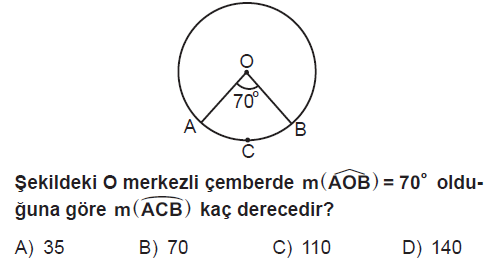 O
70°
A
B
C
Şekildeki O merkezli çemberde m(AOB) = 70° oldu-
ğuna göre m(ACB) kaç derecedir?
A) 35 B) 70 C) 110 D) 140